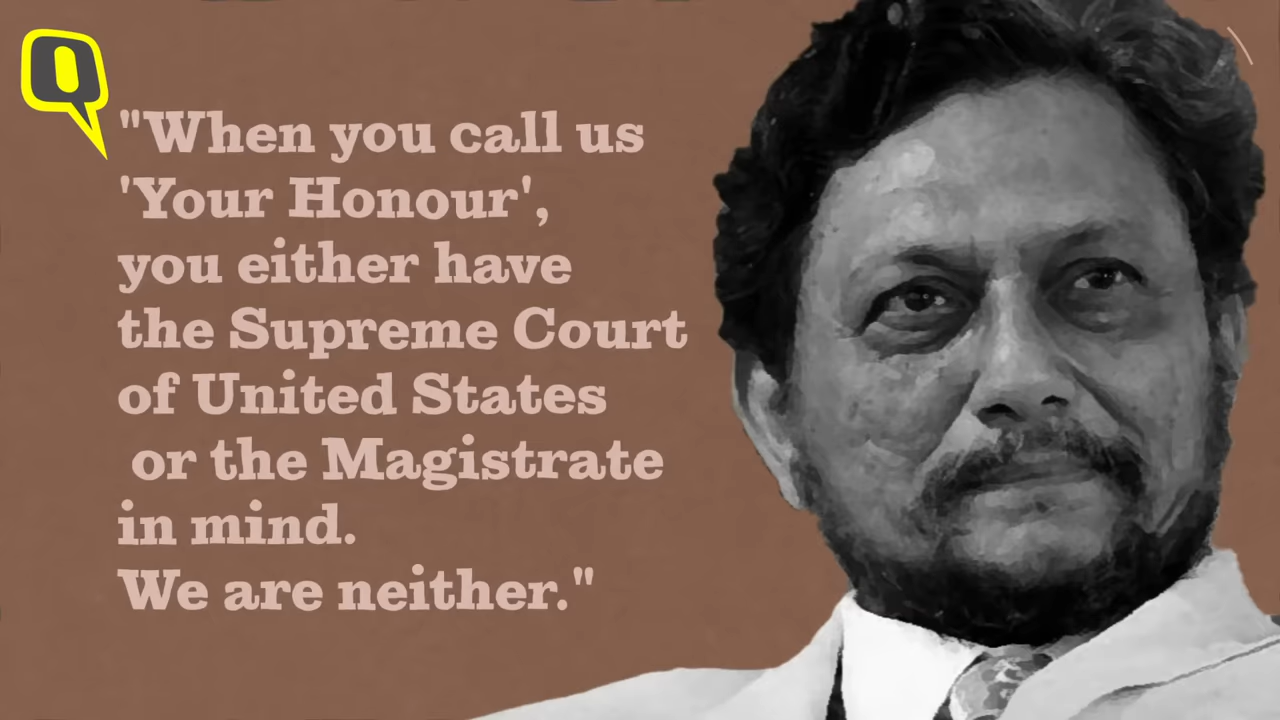 Q
"When you call us
'Your Honour',
you either have
the Supreme Court
of United States
or the Magistrate
in mind.
We are neither."